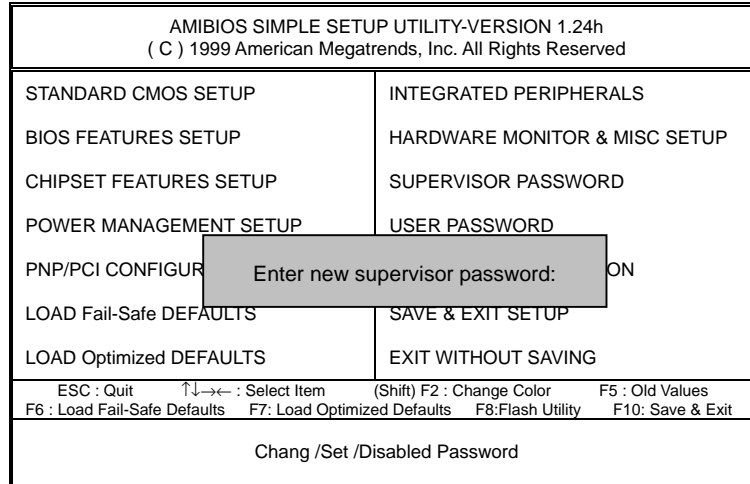 AMIBIOS SIMPLE SETUP UTILITY-VERSION 1.24h
( C ) 1999 American Megatrends, Inc. All Rights Reserved
STANDARD CMOS SETUP
INTEGRATED PERIPHERALS
BIOS FEATURES SETUP
HARDWARE MONITOR & MISC SETUP
CHIPSET FEATURES SETUP
SUPERVISOR PASSWORD
POWER MANAGEMENT SETUP
USER PASSWORD
PNP/PCI CONFIGUR
ON
Enter new supervisor password:
LOAD Fail-Safe DEFAULTS
SAVE & EXIT SETUP
LOAD Optimized DEFAULTS
EXIT WITHOUT SAVING
ESC : Quit ↑↓→← : Select Item (Shift) F2 : Change Color F5 : Old Values
F6 : Load Fail-Safe Defaults F7: Load Optimized Defaults F8:Flash Utility F10: Save & Exit
Chang /Set /Disabled Password